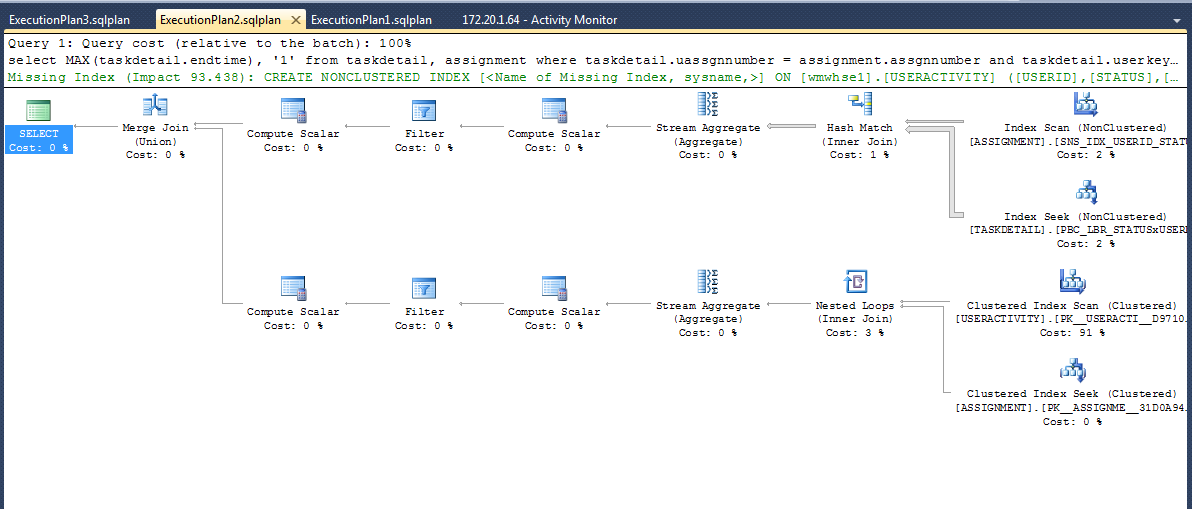 ExecutionPlan3.sqlplan ExecutionPlan2.sqlplan ExecutionPlan1.sqlplan 172.20.1.64 - Activity Monitor
Query 1: Query cost (relative to the batch): 100%
select MAX(taskdetail.endtime), '1' from taskdetail, assignment where taskdetail.uassgnnumber = assignment.assgnnumber and taskdetail.userkey…
Missing Index (Impact 93.438): CREATE NONCLUSTERED INDEX [<Name of Missing Index, sysname,>] ON [wmwhse1].[USERACTIVITY] ([USERID],[STATUS],[…
SELECT
Cost: 0 %
Merge Join
(Union)
Cost: 0 %
Compute Scalar
Cost: 0 %
Filter
Cost: 0 %
Compute Scalar
Cost: 0 %
Stream Aggregate
(Aggregate)
Cost: 0 %
Hash Match
(Inner Join)
Cost: 1 %
Index Scan (NonClustered)
[ASSIGNMENT].[SNS_IDX_USERID_STATU
Cost: 2 %
Index Seek (NonClustered)
[TASKDETAIL].[PBC_LBR_STATUSxUSERK
Cost: 2 %
Compute Scalar
Cost: 0 %
Filter
Cost: 0 %
Compute Scalar
Cost: 0 %
Stream Aggregate
(Aggregate)
Cost: 0 %
Nested Loops
(Inner Join)
Cost: 3 %
Clustered Index Scan (Clustered)
[USERACTIVITY].[PK__USERACTI__D9710…
Cost: 91 %
Clustered Index Seek (Clustered)
[ASSIGNMENT].[PK__ASSIGNME__31D0A94…
Cost: 0 %